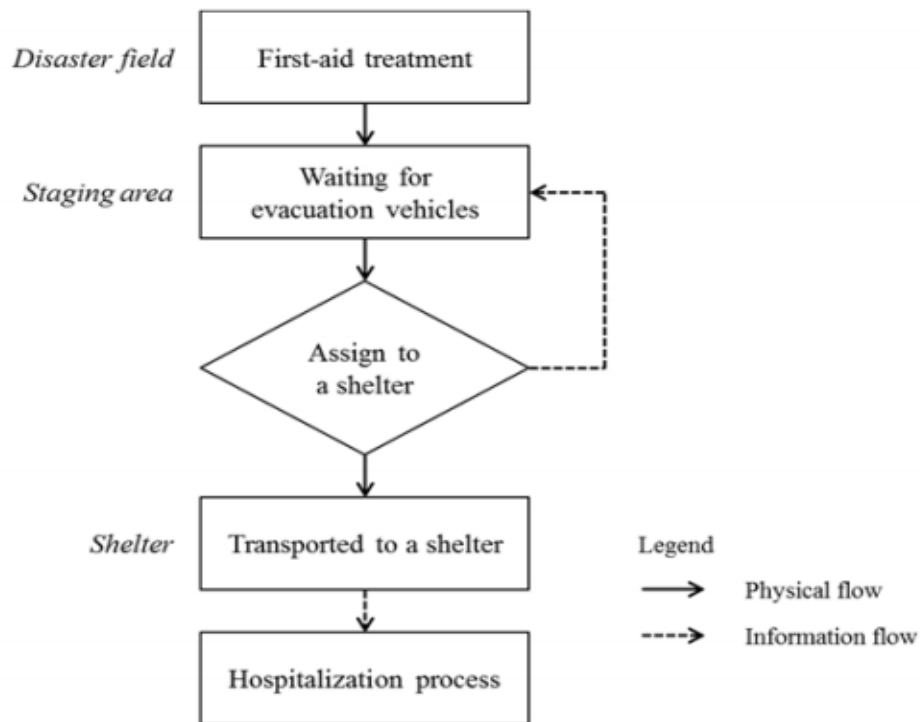 Disaster field
First-aid treatment
Staging area
Waiting for
evacuation vehicles
Assign to
a shelter
Shelter
Transported to a shelter
Legend
Physical flow
Information flow
Hospitalization process